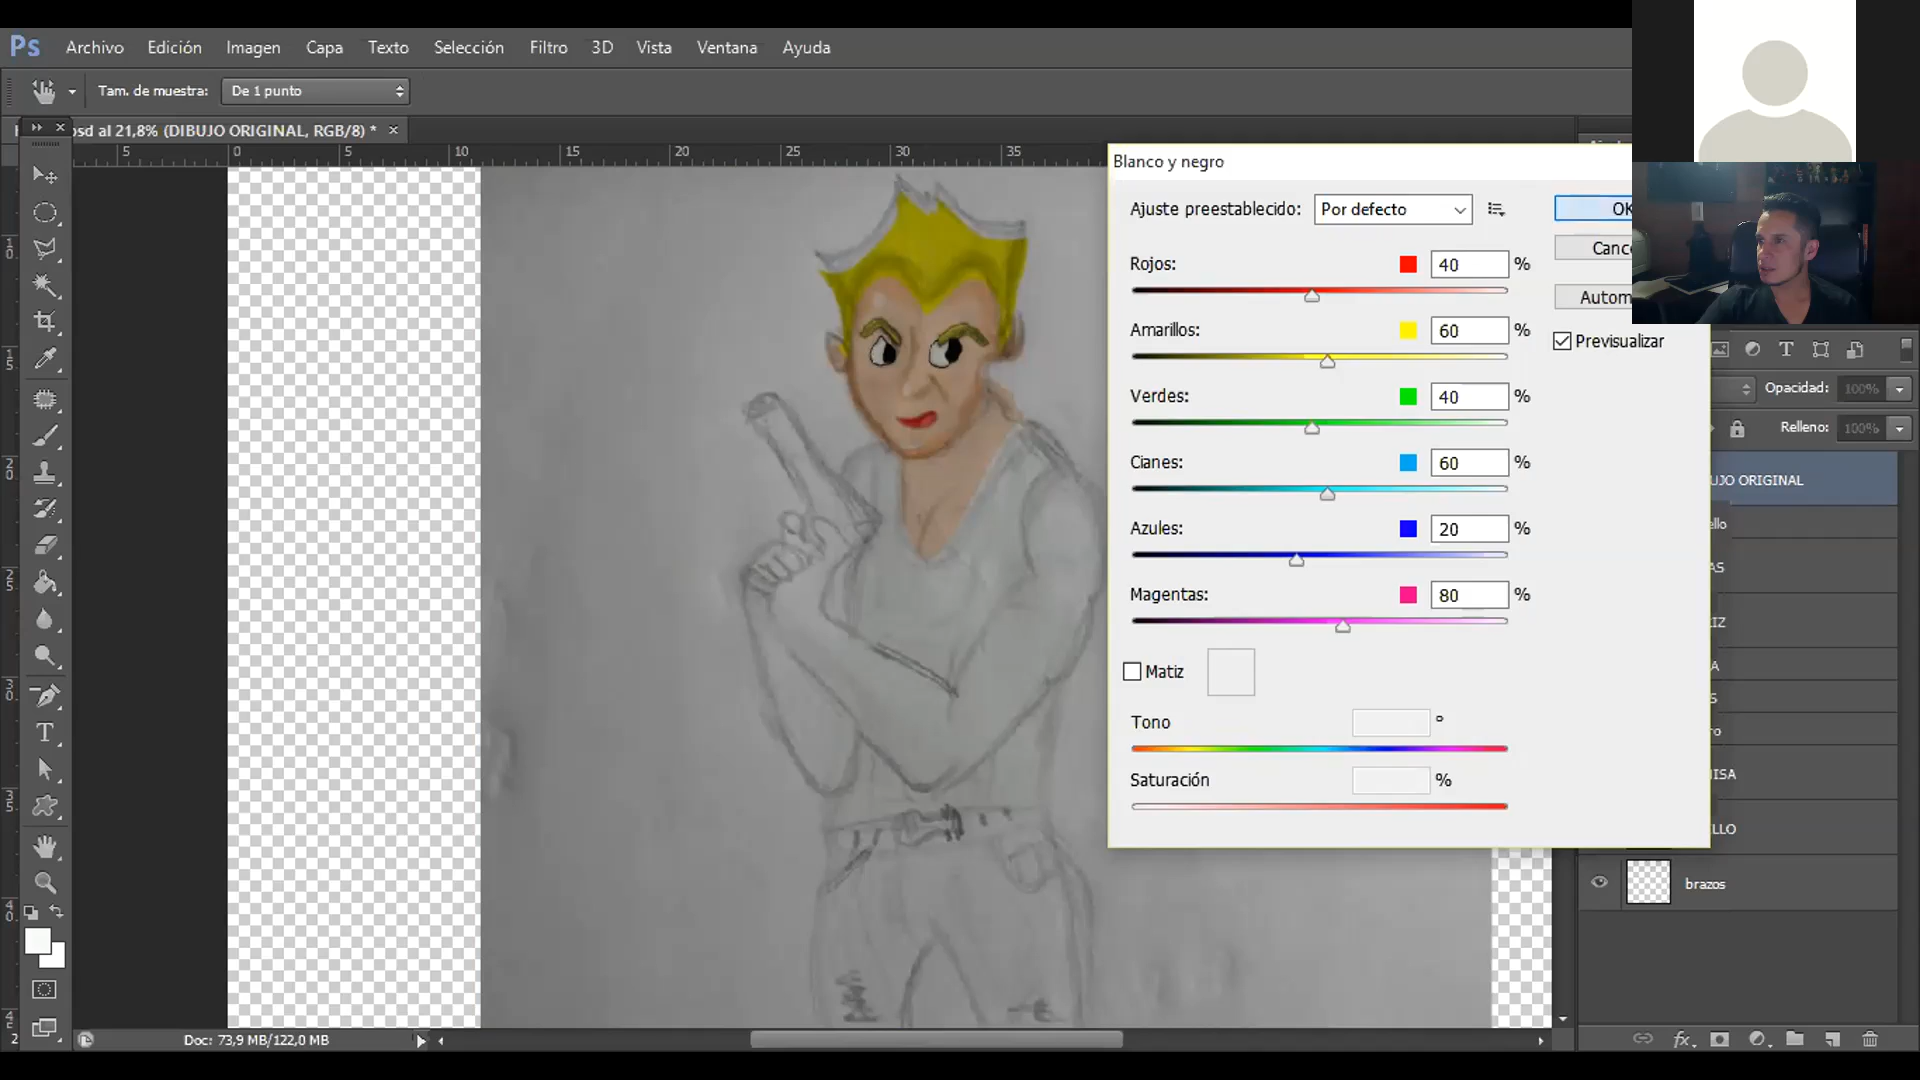 Ps Archivo Edición Imagen Capa Texto Selección Filtro 3D Vista Ventana Ayuda
Tam. de muestra: De 1 punto
psd al 21,8% (DIBUJO ORIGINAL, RGB/8) * ×
5 0 5 10 15 20 25 30 35
Blanco y negro
Ajuste preestablecido: Por defecto
OK
Rojos: 40 %
Amarillos: 60 %
Previsualizar
Verdes: 40 %
Opacidad: 100%
Relleno: 100%
Cianes: 60 %
ORIGINAL
Azules: 20 %
Magentas: 80 %
Matiz
Tono °
Saturación %
brazos
T
Doc: 73,9 MB/122,0 MB
fx